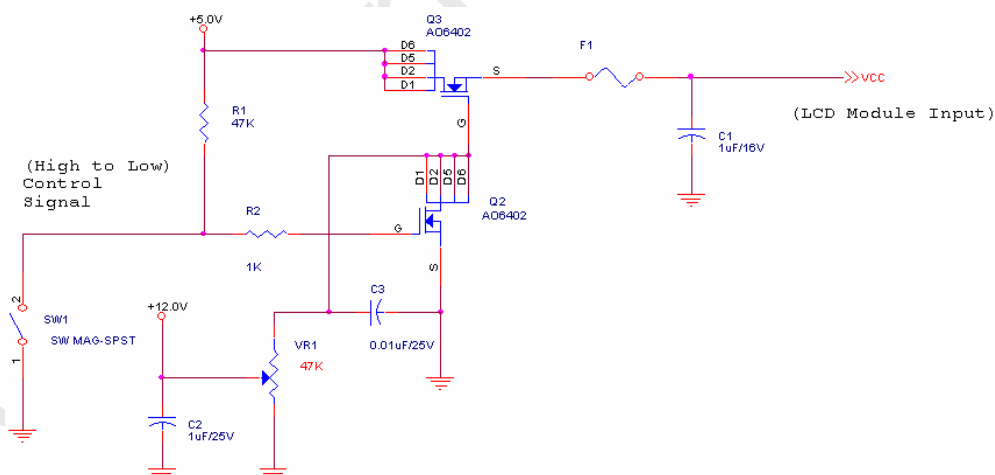 +5.0V
Q3
AO6402
D6
D5
D2
D1
S
G
F1
VCC
(LCD Module Input)
C1
1uF/16V
R1
47K
(High to Low)
Control
Signal
D1
D2
D5
D6
Q2
AO6402
R2
G
1K
S
2
SW1
SW MAG-SPST
1
+12.0V
C3
0.01uF/25V
VR1
47K
C2
1uF/25V